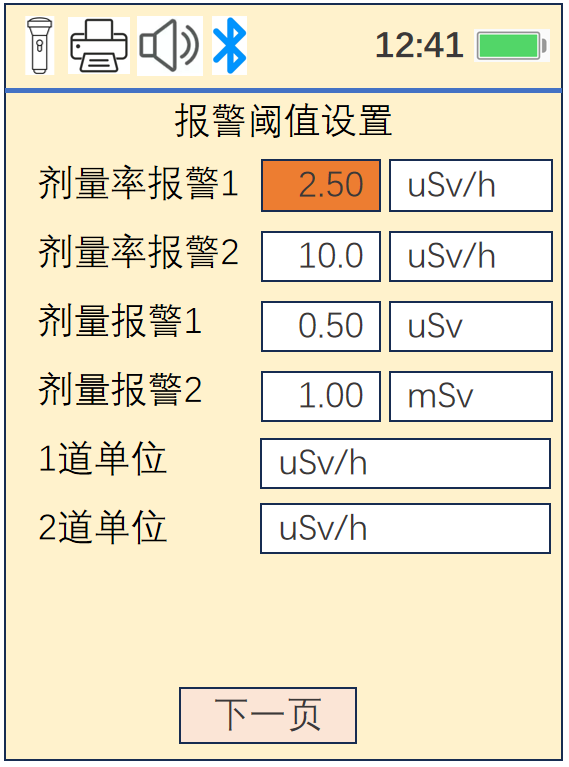 12:41
报警阈值设置
剂量率报警1 2.50 uSv/h
剂量率报警2 10.0 uSv/h
剂量报警1 0.50 uSv
剂量报警2 1.00 mSv
1道单位 uSv/h
2道单位 uSv/h
下一页